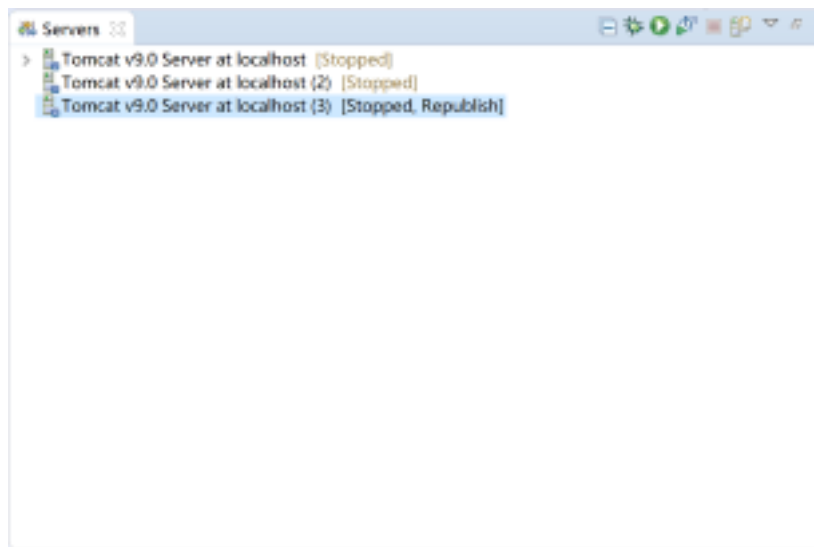 Servers
Tomcat v9.0 Server at localhost [Stopped]
Tomcat v9.0 Server at localhost (2) [Stopped]
Tomcat v9.0 Server at localhost (3) [Stopped, Republish]